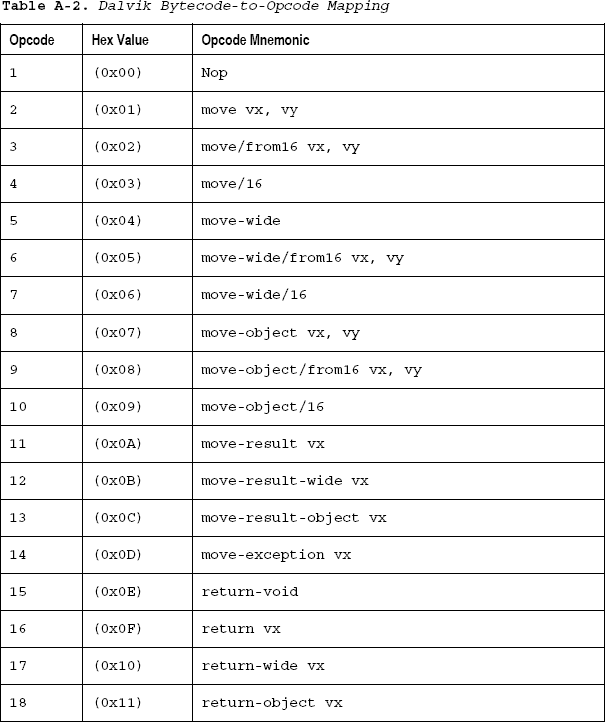 Table A-2. Dalvik Bytecode-to-Opcode Mapping
Opcode Hex Value Opcode Mnemonic
1 (0x00) Nop
2 (0x01) move vx, vy
3 (0x02) move/from16 vx, vy
4 (0x03) move/16
5 (0x04) move-wide
6 (0x05) move-wide/from16 vx, vy
7 (0x06) move-wide/16
8 (0x07) move-object vx, vy
9 (0x08) move-object/from16 vx, vy
10 (0x09) move-object/16
11 (0x0A) move-result vx
12 (0x0B) move-result-wide vx
13 (0x0C) move-result-object vx
14 (0x0D) move-exception vx
15 (0x0E) return-void
16 (0x0F) return vx
17 (0x10) return-wide vx
18 (0x11) return-object vx